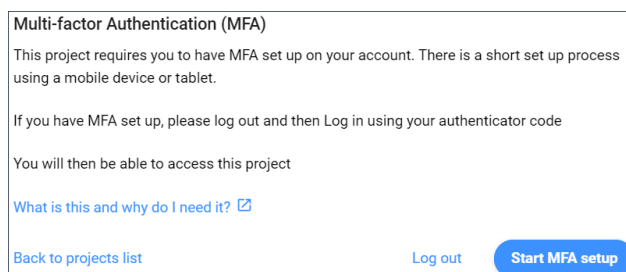 Multi-factor Authentication (MFA)
This project requires you to have MFA set up on your account. There is a short set up process
using a mobile device or tablet.
If you have MFA set up, please log out and then Log in using your authenticator code
You will then be able to access this project
What is this and why do I need it?
Back to projects list
Log out
Start MFA setup